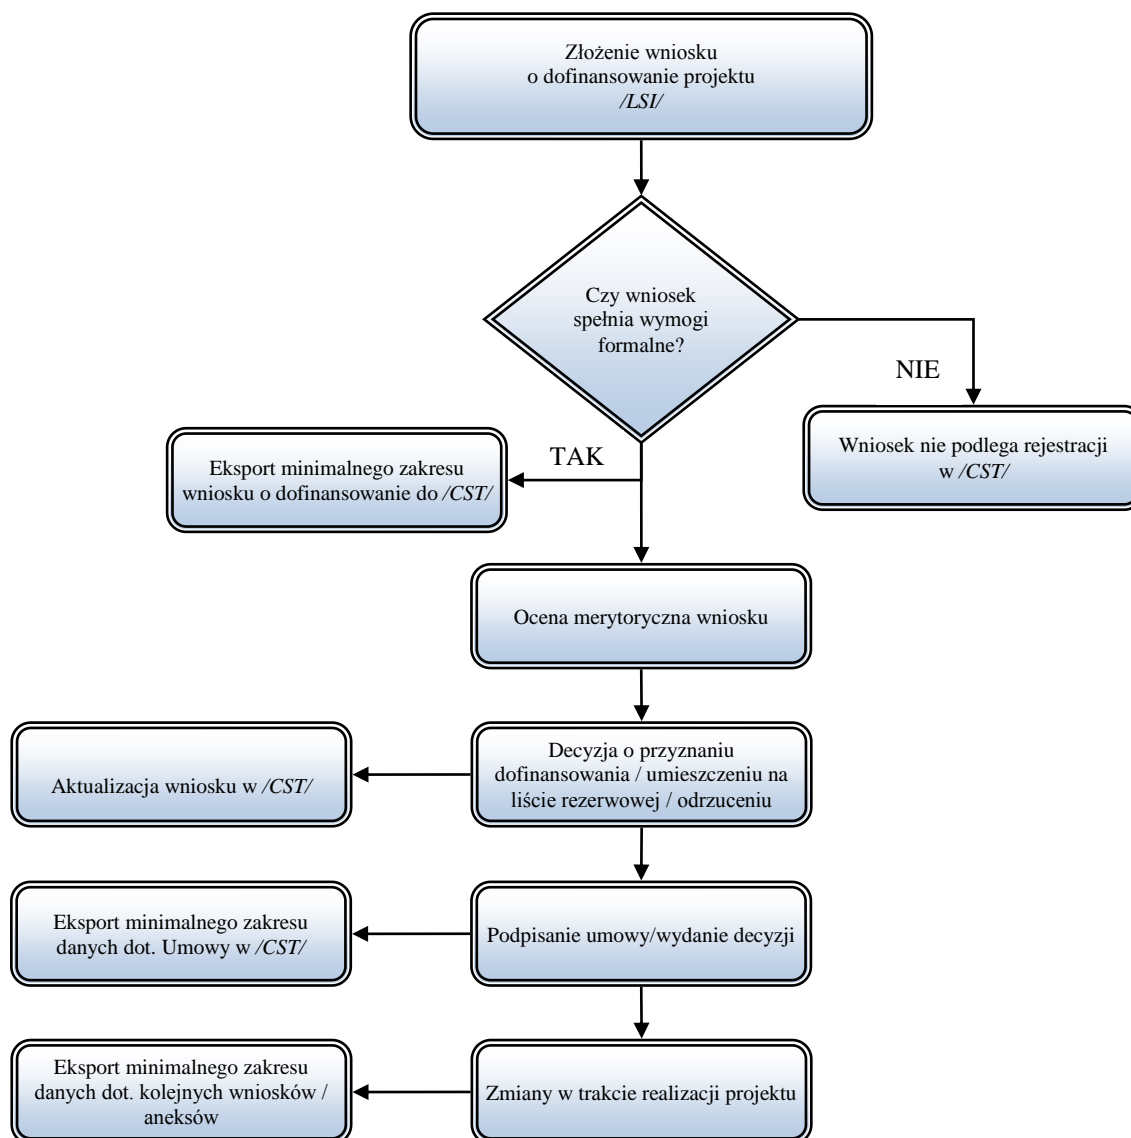 Złożenie wniosku
o dofinansowanie projektu
/LSI/
Czy wniosek
spełnia wymogi
formalne?
NIE
Wniosek nie podlega rejestracji
w /CST/
TAK
Eksport minimalnego zakresu
wniosku o dofinansowanie do /CST/
Ocena merytoryczna wniosku
Decyzja o przyznaniu
dofinansowania / umieszczeniu na
liście rezerwowej / odrzuceniu
Aktualizacja wniosku w /CST/
Podpisanie umowy/wydanie decyzji
Eksport minimalnego zakresu
danych dot. Umowy w /CST/
Zmiany w trakcie realizacji projektu
Eksport minimalnego zakresu
danych dot. kolejnych wniosków /
aneksów